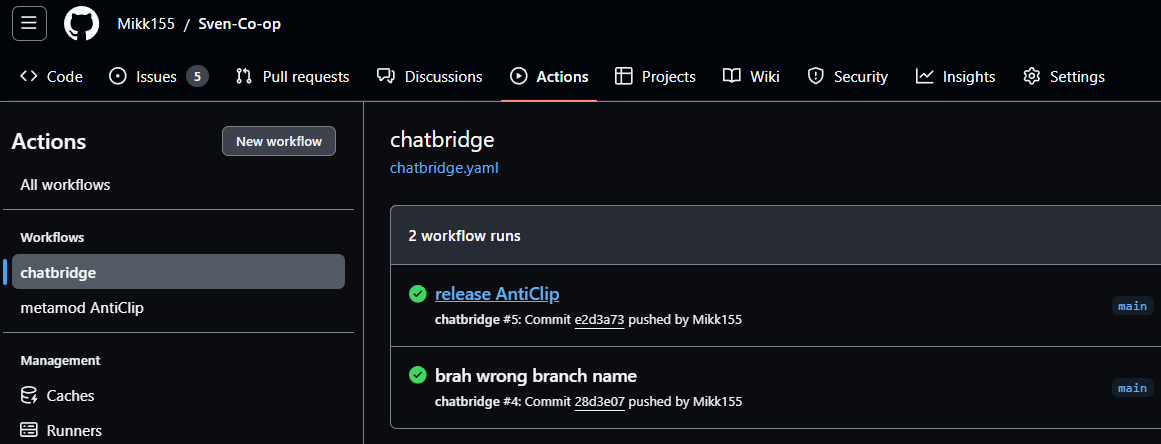 Mikk155 / Sven-Co-op
Code Issues 5 Pull requests Discussions Actions Projects Wiki Security Insights Settings
Actions
New workflow
All workflows
Workflows
chatbridge
metamod AntiClip
Management
Caches
Runners
chatbridge
chatbridge.yaml
2 workflow runs
release AntiClip
chatbridge #5: Commit e2d3a73 pushed by Mikk155
main
brah wrong branch name
chatbridge #4: Commit 28d3e07 pushed by Mikk155
main